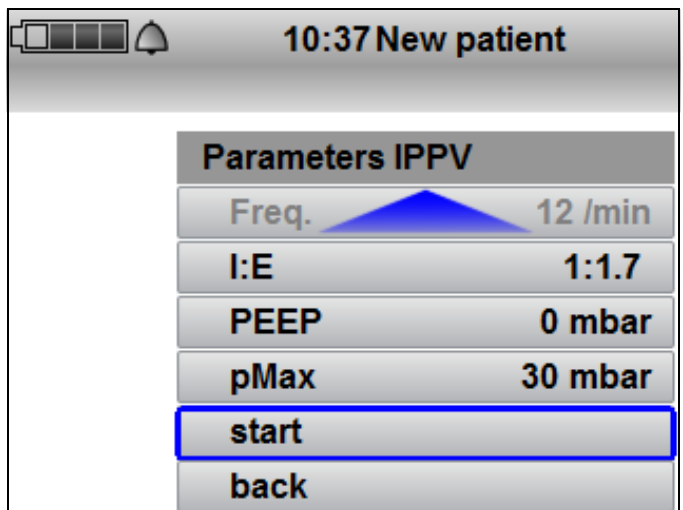 10:37 New patient
Parameters IPPV
Freq. 12 /min
I:E 1:1.7
PEEP 0 mbar
pMax 30 mbar
start
back